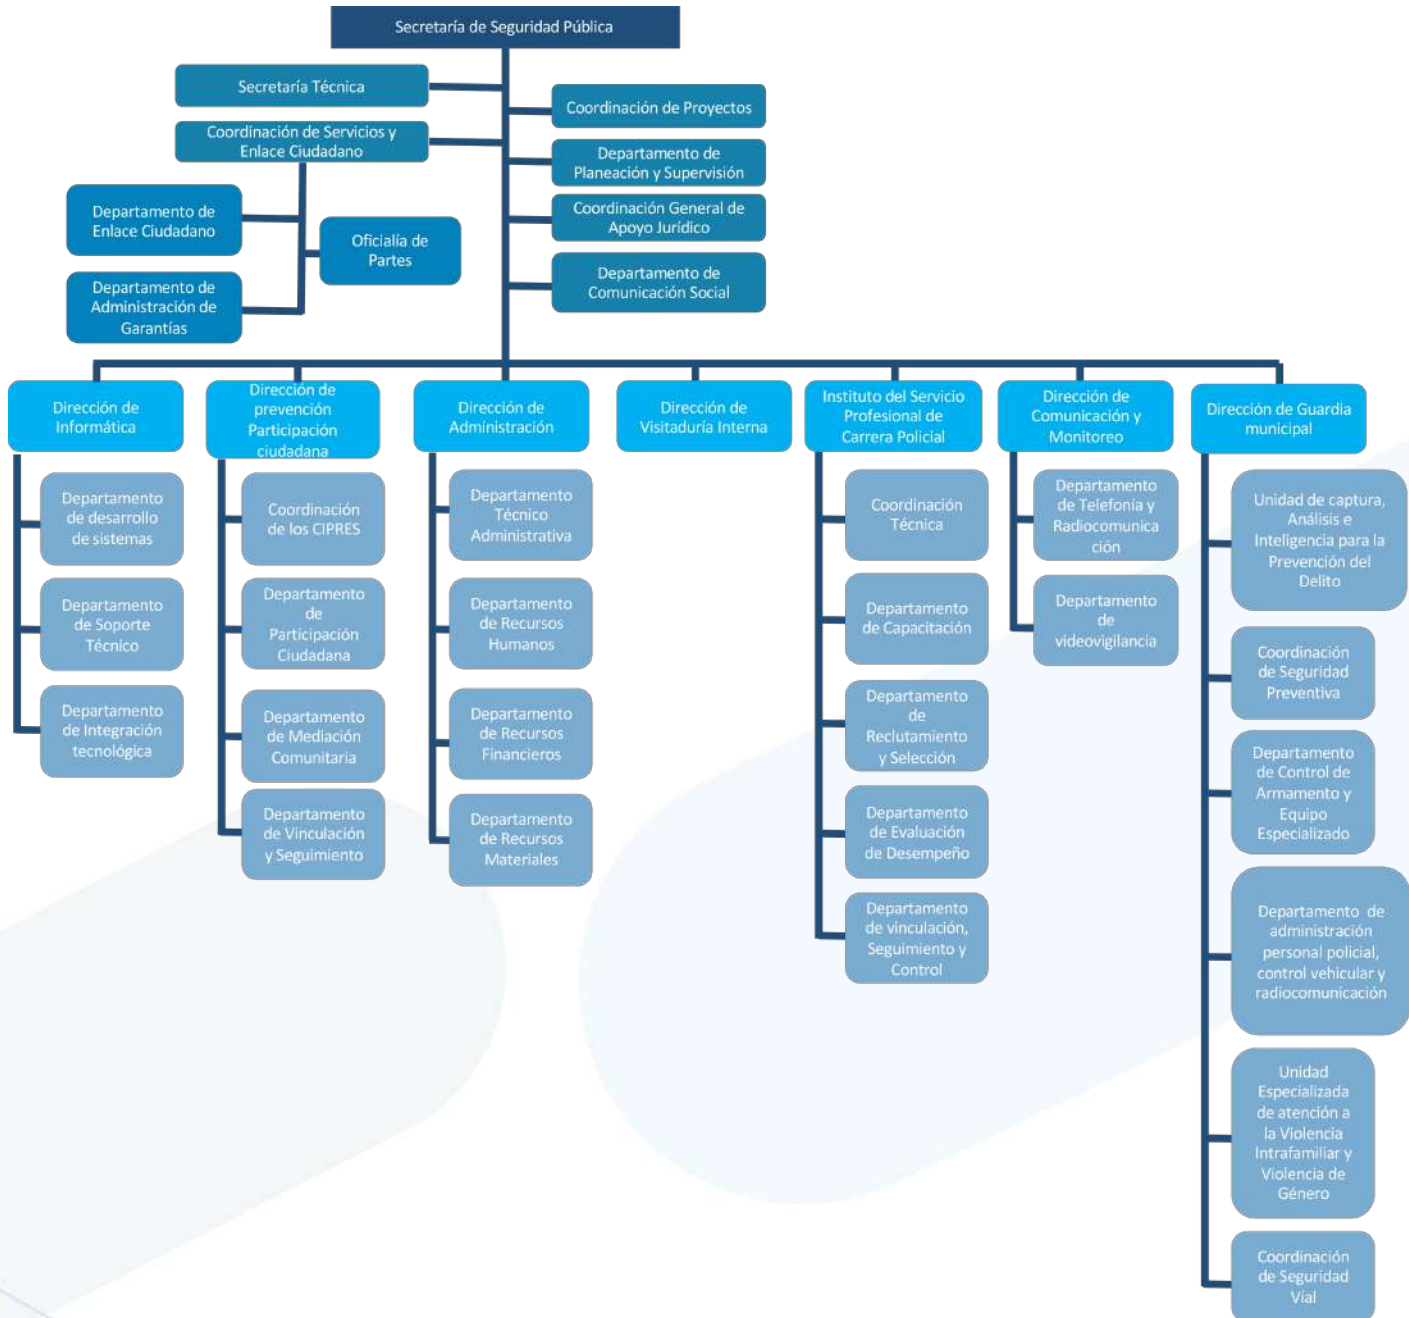 Secretaría de Seguridad Pública
Secretaría Técnica
Coordinación de Servicios y
Enlace Ciudadano
Departamento de
Enlace Ciudadano
Oficialía de
Partes
Departamento de
Administración de
Garantías
Coordinación de Proyectos
Departamento de
Planeación y Supervisión
Coordinación General de
Apoyo Jurídico
Departamento de
Comunicación Social
Dirección de
Informática
Departamento
de desarrollo
de sistemas
Departamento
de Soporte
Técnico
Departamento
de Integración
tecnológica
Dirección de
prevención
Participación
ciudadana
Coordinación
de los CIPRES
Departamento
de
Participación
Ciudadana
Departamento
de Mediación
Comunitaria
Departamento
de Vinculación
y Seguimiento
Dirección de
Administración
Departamento
Técnico
Administrativa
Departamento
de Recursos
Humanos
Departamento
de Recursos
Financieros
Departamento
de Recursos
Materiales
Dirección de
Visitaduría Interna
Instituto del Servicio
Profesional de
Carrera Policial
Coordinación
Técnica
Departamento
de Capacitación
Departamento
de
Reclutamiento
y Selección
Departamento
de Evaluación
de Desempeño
Departamento
de vinculación,
Seguimiento y
Control
Dirección de
Comunicación y
Monitoreo
Departamento
de Telefonía y
Radiocomunica
ción
Departamento
de
videovigilancia
Dirección de Guardia
municipal
Unidad de captura,
Análisis e
Inteligencia para la
Prevención del
Delito
Coordinación
de Seguridad
Preventiva
Departamento
de Control de
Armamento y
Equipo
Especializado
Departamento de
administración
personal policial,
control vehicular y
radiocomunicación
Unidad
Especializada
de atención a
la Violencia
Intrafamiliar y
Violencia de
Género
Coordinación
de Seguridad
Víal